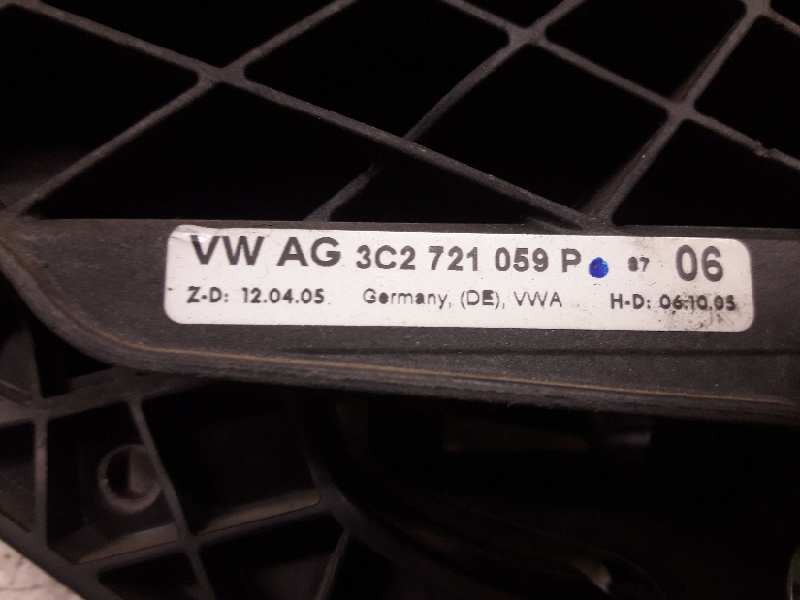 VW AG 3C2 721 059 P 87 06
Z-D: 12.04.05 Germany, (DE), VWA H-D: 06.10.05